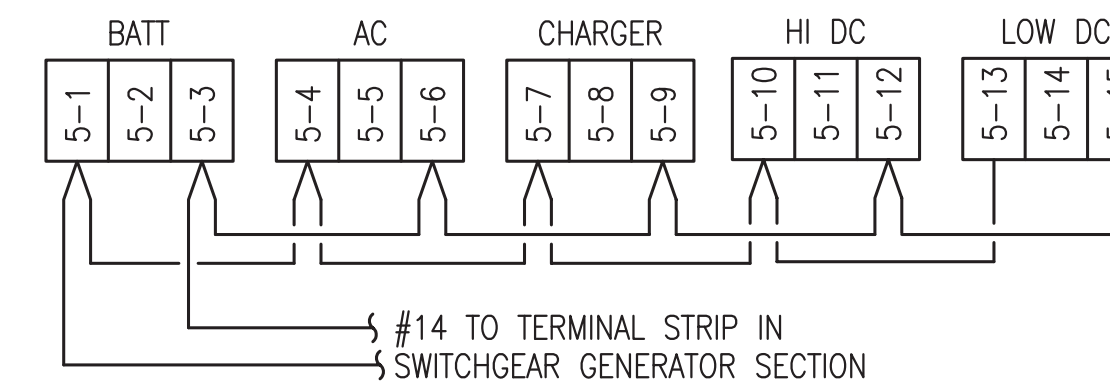 BATT AC CHARGER HI DC LOW DC
5-1 5-2 5-3 5-4 5-5 5-6 5-7 5-8 5-9 5-10 5-11 5-12 5-13 5-14
#14 TO TERMINAL STRIP IN
SWITCHGEAR GENERATOR SECTION